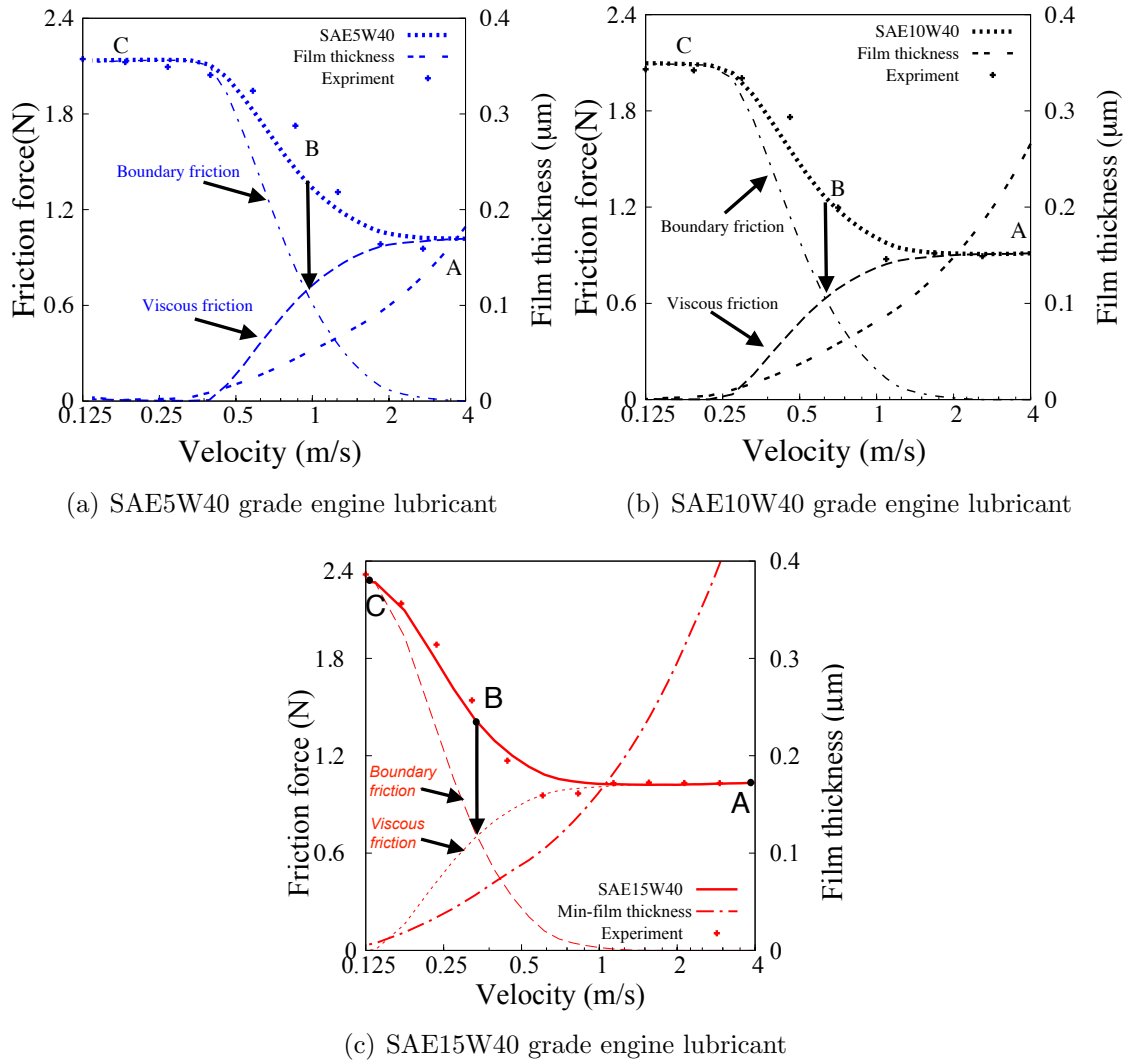 2.4
1.8
1.2
0.6
0
Friction force(N)
0.4
0.3
0.2
0.1
0
Film thickness (μm)
C
B
A
SAE5W40
Film thickness
Expriment
Boundary friction
Viscous friction
0.125 0.25 0.5 1 2 4
Velocity (m/s)
(a) SAE5W40 grade engine lubricant
2.4
1.8
1.2
0.6
0
Friction force(N)
0.4
0.3
0.2
0.1
0
Film thickness (μm)
C
B
A
SAE10W40
Film thickness
Expriment
Boundary friction
Viscous friction
0.125 0.25 0.5 1 2 4
Velocity (m/s)
(b) SAE10W40 grade engine lubricant
2.4
1.8
1.2
0.6
0
Friction force (N)
0.4
0.3
0.2
0.1
0
Film thickness (μm)
C
B
A
Boundary
friction
Viscous
friction
SAE15W40
Min-film thickness
Experiment
0.125 0.25 0.5 1 2 4
Velocity (m/s)
(c) SAE15W40 grade engine lubricant